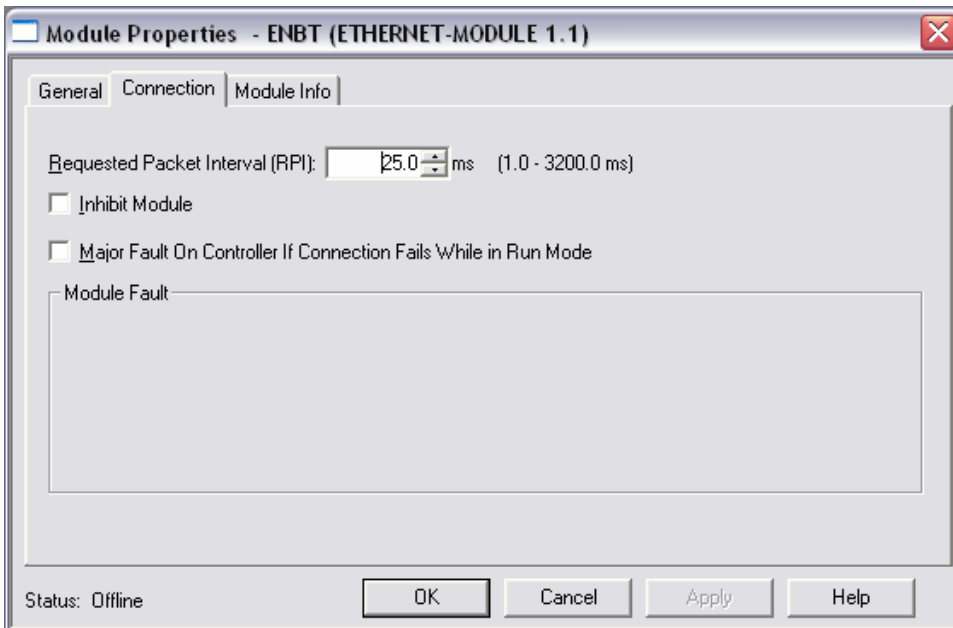 Module Properties - ENBT (ETHERNET-MODULE 1.1)
General Connection Module Info
Requested Packet Interval (RPI): 25.0 ms (1.0 - 3200.0 ms)
Inhibit Module
Major Fault On Controller If Connection Fails While in Run Mode
Module Fault
Status: Offline OK Cancel Apply Help